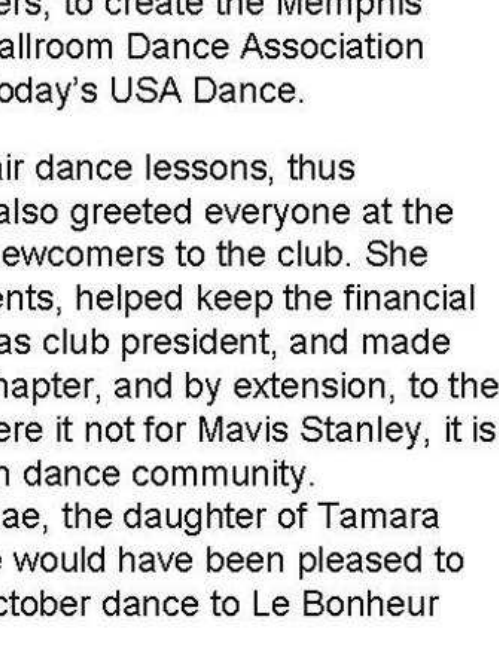 ers, to create the Memphis
allroom Dance Association
oday's USA Dance.
ir dance lessons, thus
also greeted everyone at the
ewcomers to the club. She
ents, helped keep the financial
as club president, and made
hapter, and by extension, to the
ere it not for Mavis Stanley, it is
n dance community.
ae, the daughter of Tamara
would have been pleased to
ctober dance to Le Bonheur